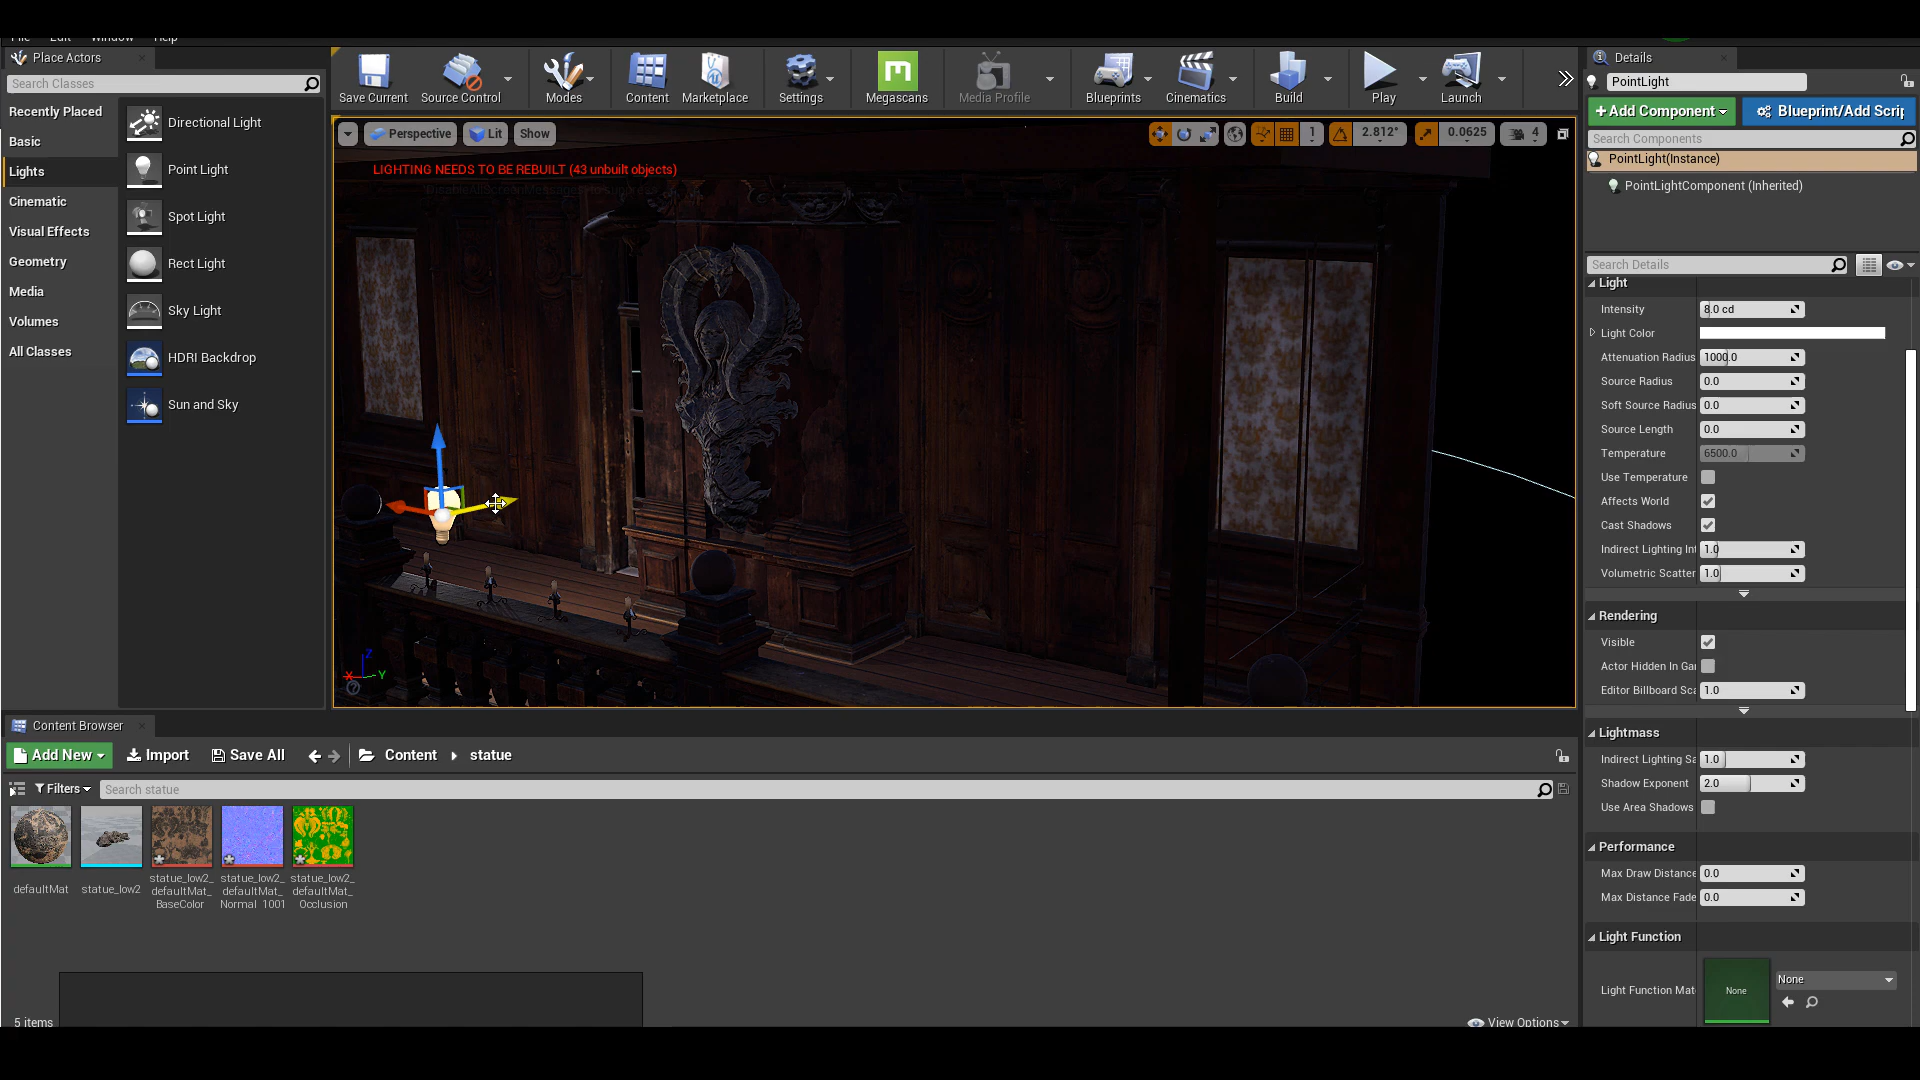 File Edit Window Help
Place Actors
Search Classes
Recently Placed
Basic
Lights
Cinematic
Visual Effects
Geometry
Media
Volumes
All Classes
Directional Light
Point Light
Spot Light
Rect Light
Sky Light
HDRI Backdrop
Sun and Sky
Save Current Source Control Modes Content Marketplace Settings Megascans Media Profile Blueprints Cinematics Build Play Launch
Perspective Lit Show
1 2.812° 0.0625 4
LIGHTING NEEDS TO BE REBUILT (43 unbuilt objects)
Z
X Y
Details
PointLight
+Add Component Blueprint/Add Scrip
Search Components
PointLight(Instance)
PointLightComponent (Inherited)
Search Details
Light
Intensity 8.0 cd
Light Color
Attenuation Radius 1000.0
Source Radius 0.0
Soft Source Radius 0.0
Source Length 0.0
Temperature 6500.0
Use Temperature
Affects World
Cast Shadows
Indirect Lighting Int 1.0
Volumetric Scatter 1.0
Rendering
Visible
Actor Hidden In Gar
Editor Billboard Sca 1.0
Lightmass
Indirect Lighting Sa 1.0
Shadow Exponent 2.0
Use Area Shadows
Performance
Max Draw Distance 0.0
Max Distance Fade 0.0
Light Function
Light Function Mat None None
Content Browser
Add New Import Save All Content statue
Filters Search statue
defaultMat
statue_low2
statue_low2_
defaultMat_
BaseColor
statue_low2_
defaultMat_
Normal_1001
statue_low2_
defaultMat_
Occlusion
5 items
View Options